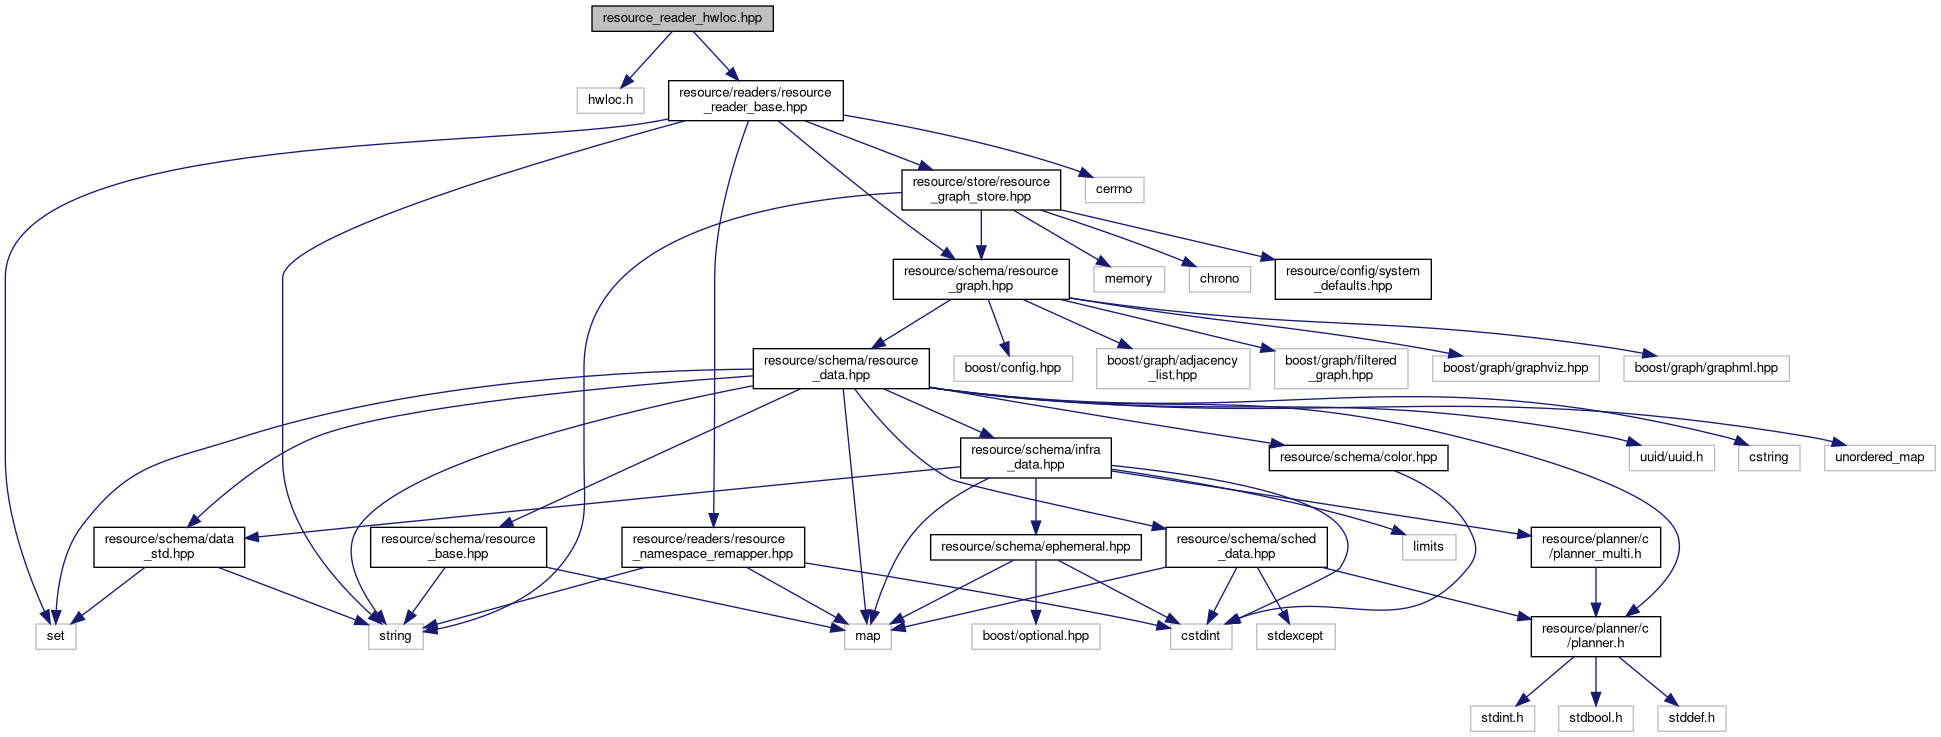 resource_reader_hwloc.hpp
hwloc.h
resource/readers/resource
_reader_base.hpp
resource/store/resource
_graph_store.hpp
cerrno
resource/schema/resource
_graph.hpp
memory
chrono
resource/config/system
_defaults.hpp
resource/schema/resource
_data.hpp
boost/config.hpp
boost/graph/adjacency
_list.hpp
boost/graph/filtered
_graph.hpp
boost/graph/graphviz.hpp
boost/graph/graphml.hpp
resource/schema/infra
_data.hpp
resource/schema/color.hpp
uuid/uuid.h
cstring
unordered_map
resource/schema/data
_std.hpp
resource/schema/resource
_base.hpp
resource/readers/resource
_namespace_remapper.hpp
resource/schema/ephemeral.hpp
resource/schema/sched
_data.hpp
limits
resource/planner/c
/planner_multi.h
set
string
map
boost/optional.hpp
cstdint
stdexcept
resource/planner/c
/planner.h
stdint.h
stdbool.h
stddef.h